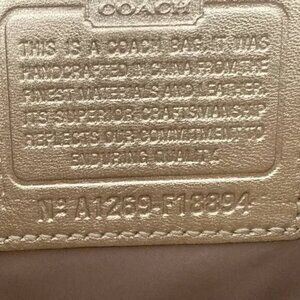 COACH
THIS IS A COACH BAG. IT WAS
HANDCRAFTED IN CHINA FROM THE
FINEST MATERIALS AND LEATHER.
ITS SUPERIOR CRAFTSMANSHIP
REFLECTS OUR COMMITMENT TO
ENDURING QUALITY.
Nº A1269-F18894